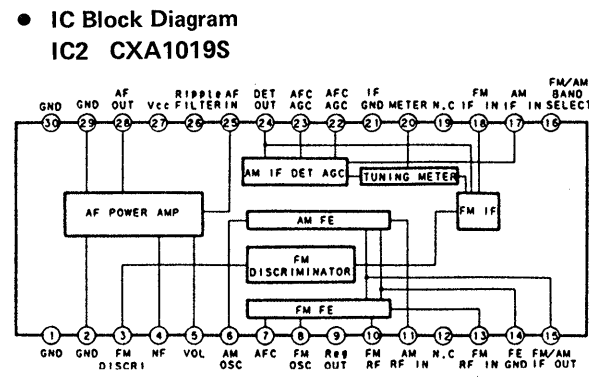 ● IC Block Diagram
IC2 CXA1019S
GND GND AF OUT Vcc Ripple FILTER AF IN DET OUT AFC AGC AFC AGC IF GND METER N.C FM IF IN AM IF IN FM/AM BAND SELECT
30 29 28 27 26 25 24 23 22 21 20 19 18 17 16
AM IF DET AGC
TUNING METER
AF POWER AMP
FM IF
AM FE
FM
DISCRIMINATOR
FM FE
1 2 3 4 5 6 7 8 9 10 11 12 13 14 15
GND GND FM DISCRI NF VOL AM OSC AFC FM OSC Reg OUT FM RF AM RF IN N.C FM RF IN FE GND FM/AM IF OUT